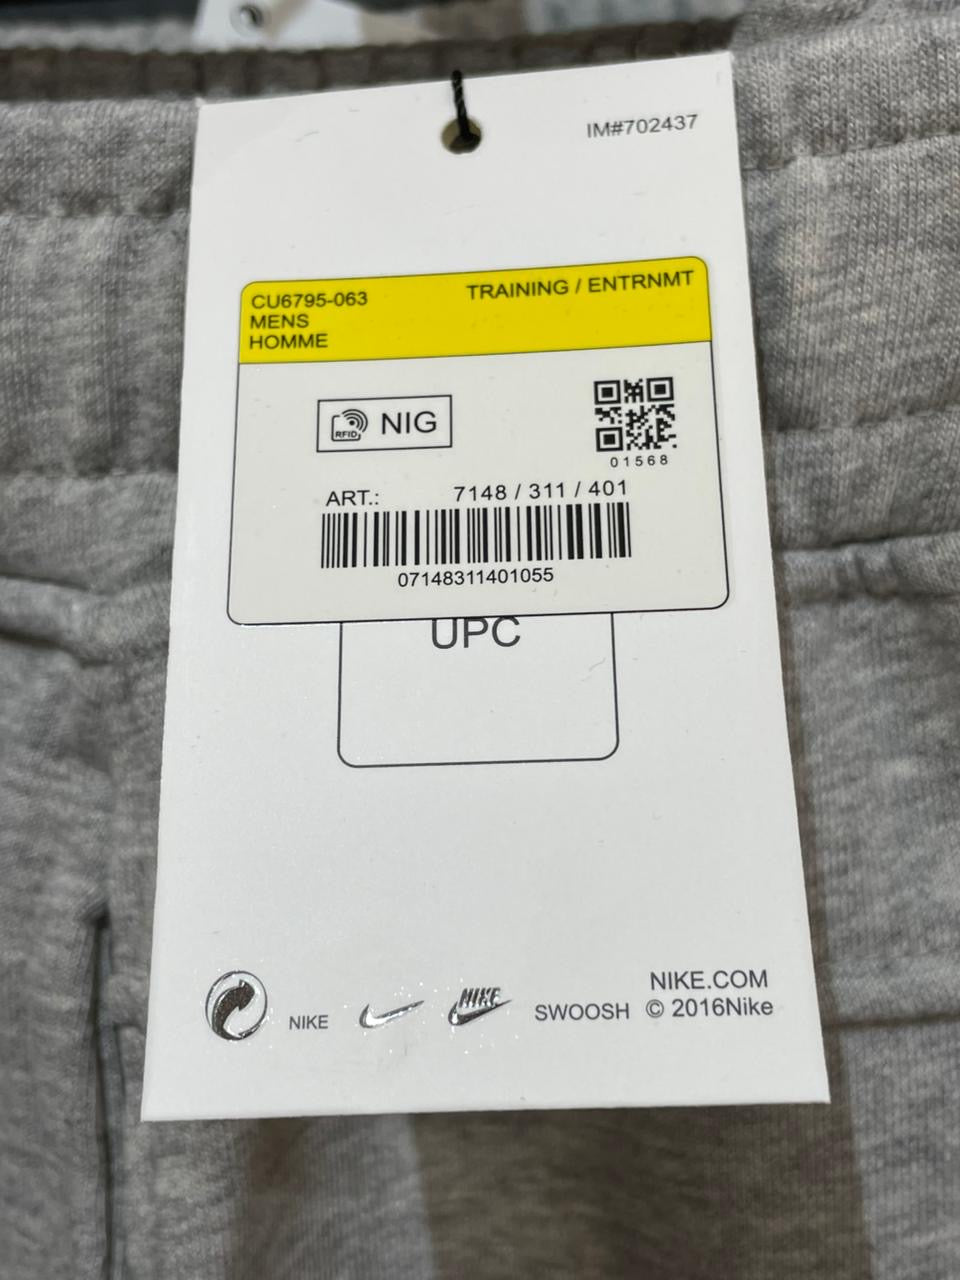 IM#702437
CU6795-063
TRAINING / ENTRNMT
MENS
HOMME
RFID
NIG
01568
ART.: 7148 / 311 / 401
07148311401055
UPC
NIKE
NIKE
SWOOSH
NIKE.COM
© 2016Nike